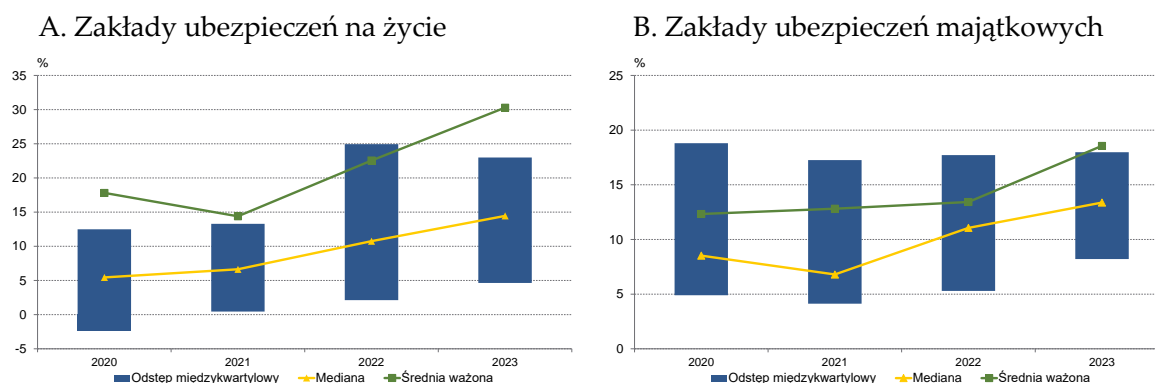 A. Zakłady ubezpieczeń na życie
%
35
30
25
20
15
10
5
0
-5
2020 2021 2022 2023
Odstęp międzykwartylowy Mediana Średnia ważona
B. Zakłady ubezpieczeń majątkowych
%
25
20
15
10
5
0
2020 2021 2022 2023
Odstęp międzykwartylowy Mediana Średnia ważona